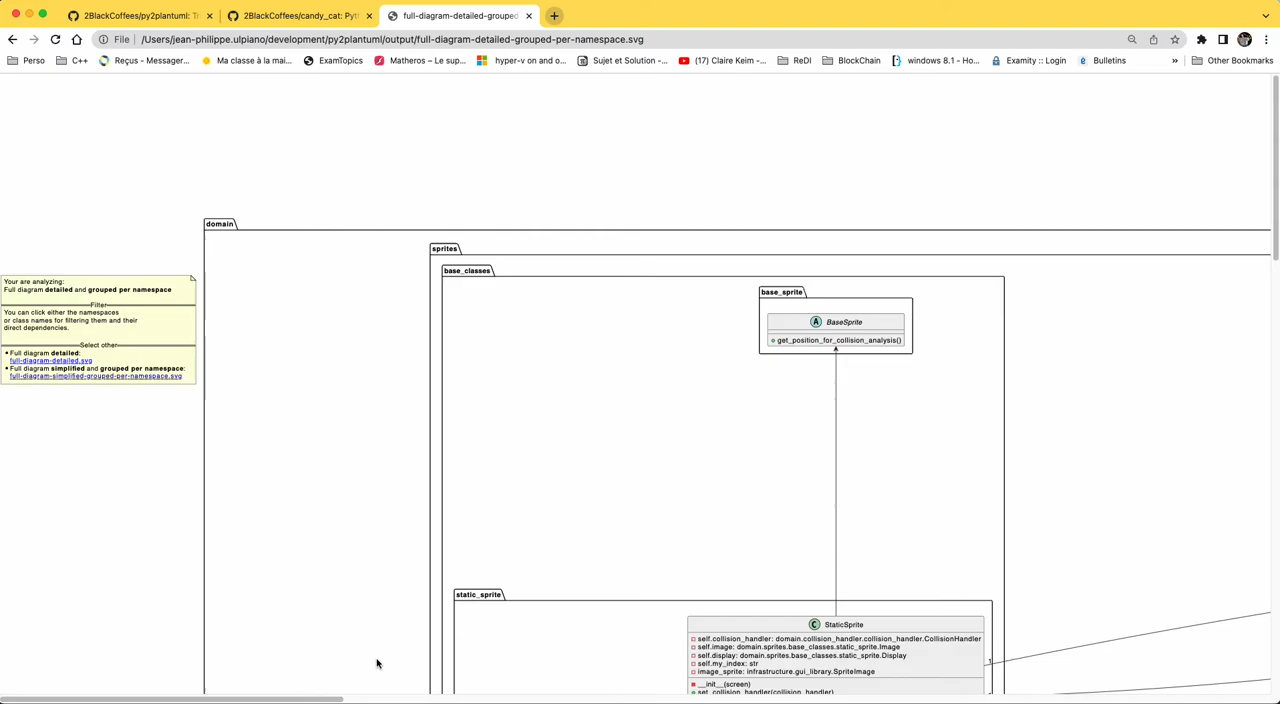 2BlackCoffees/py2plantuml: Tr
2BlackCoffees/candy_cat: Pyt
full-diagram-detailed-grouped
File
/Users/jean-philippe.ulpiano/development/py2plantuml/output/full-diagram-detailed-grouped-per-namespace.svg
Perso
C++
Reçus - Messager...
Ma classe à la mai...
ExamTopics
Matheros – Le sup...
hyper-v on and o...
Sujet et Solution -...
(17) Claire Keim -...
ReDI
BlockChain
windows 8.1 - Ho...
Examity :: Login
Bulletins
»
Other Bookmarks
domain
sprites
base_classes
base_sprite
A BaseSprite
get_position_for_collision_analysis()
Your are analyzing:
Full diagram detailed and grouped per namespace
Filter
You can click either the namespaces
or class names for filtering them and their
direct dependencies.
Select other
• Full diagram detailed:
full-diagram-detailed.svg
• Full diagram simplified and grouped per namespace:
full-diagram-simplified-grouped-per-namespace.svg
static_sprite
C StaticSprite
self.collision_handler: domain.collision_handler.collision_handler.CollisionHandler
self.image: domain.sprites.base_classes.static_sprite.Image
self.display: domain.sprites.base_classes.static_sprite.Display
self.my_index: str
image_sprite: infrastructure.gui_library.SpriteImage
1
__init__(screen)
set_collision_handler(collision_handler)